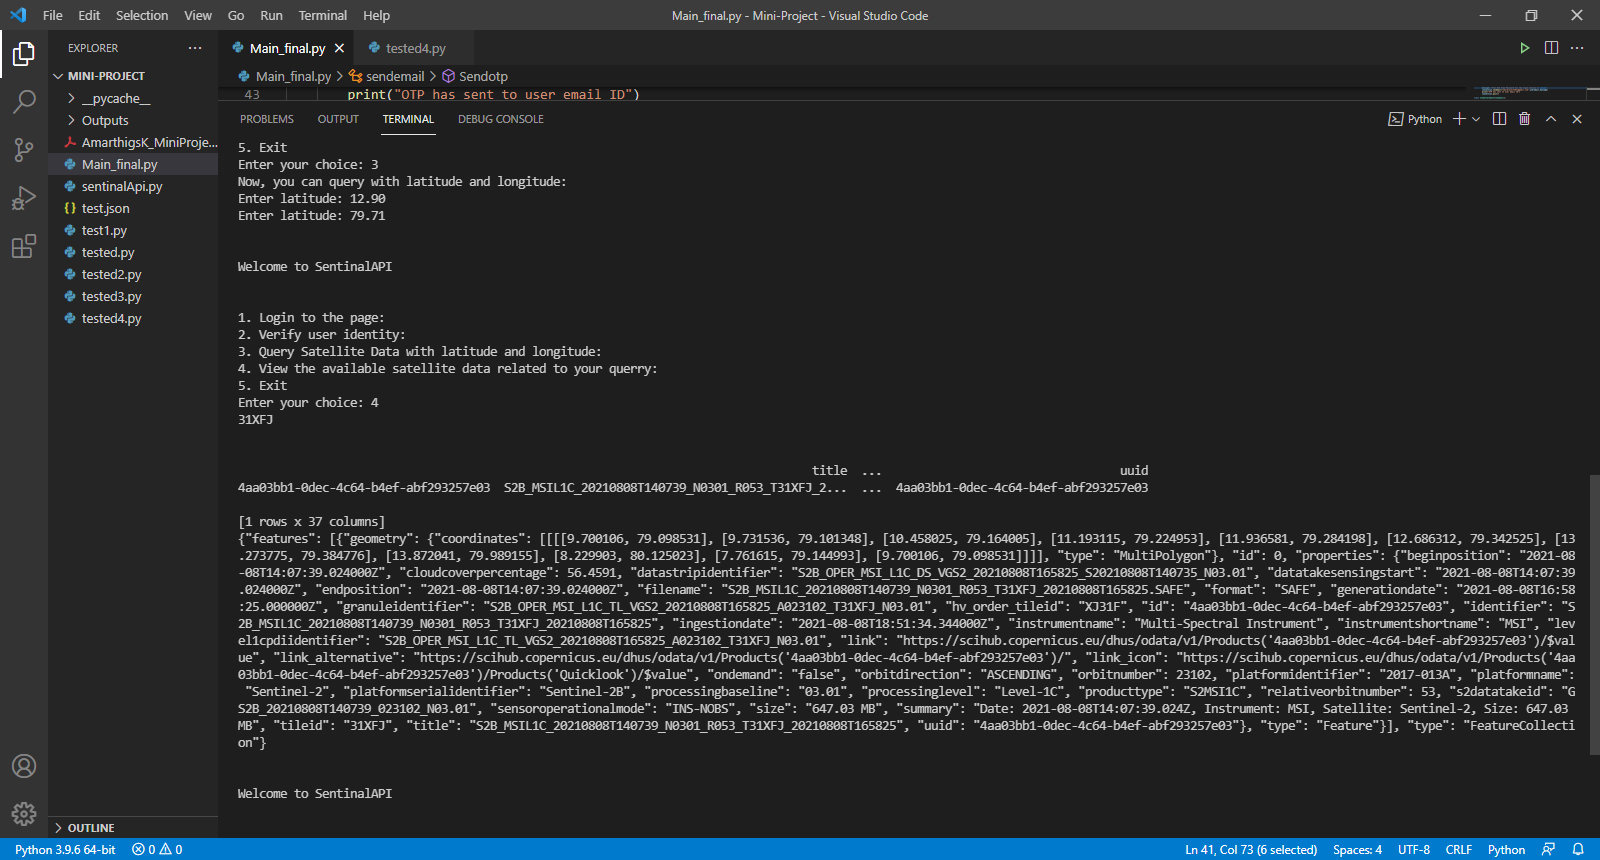 File Edit Selection View Go Run Terminal Help
Main_final.py - Mini-Project - Visual Studio Code
EXPLORER
MINI-PROJECT
__pycache__
Outputs
AmarthigsK_MiniProje...
Main_final.py
sentinalApi.py
{} test.json
test1.py
tested.py
tested2.py
tested3.py
tested4.py
OUTLINE
Main_final.py tested4.py
Main_final.py > sendemail > Sendotp
43 print("OTP has sent to user email ID")
PROBLEMS OUTPUT TERMINAL DEBUG CONSOLE
Python
5. Exit
Enter your choice: 3
Now, you can query with latitude and longitude:
Enter latitude: 12.90
Enter latitude: 79.71
Welcome to SentinalAPI
1. Login to the page:
2. Verify user identity:
3. Query Satellite Data with latitude and longitude:
4. View the available satellite data related to your querry:
5. Exit
Enter your choice: 4
31XFJ
title ... uuid
4aa03bb1-0dec-4c64-b4ef-abf293257e03 S2B_MSIL1C_20210808T140739_N0301_R053_T31XFJ_2... ... 4aa03bb1-0dec-4c64-b4ef-abf293257e03
[1 rows x 37 columns]
{"features": [{"geometry": {"coordinates": [[[[9.700106, 79.098531], [9.731536, 79.101348], [10.458025, 79.164005], [11.193115, 79.224953], [11.936581, 79.284198], [12.686312, 79.342525], [13
.273775, 79.384776], [13.872041, 79.989155], [8.229903, 80.125023], [7.761615, 79.144993], [9.700106, 79.098531]]]], "type": "MultiPolygon"}, "id": 0, "properties": {"beginposition": "2021-08
-08T14:07:39.024000Z", "cloudcoverpercentage": 56.4591, "datastripidentifier": "S2B_OPER_MSI_L1C_DS_VGS2_20210808T165825_S20210808T140735_N03.01", "datatakesensingstart": "2021-08-08T14:07:39
.024000Z", "endposition": "2021-08-08T14:07:39.024000Z", "filename": "S2B_MSIL1C_20210808T140739_N0301_R053_T31XFJ_20210808T165825.SAFE", "format": "SAFE", "generationdate": "2021-08-08T16:58
:25.000000Z", "granuleidentifier": "S2B_OPER_MSI_L1C_TL_VGS2_20210808T165825_A023102_T31XFJ_N03.01", "hv_order_tileid": "XJ31F", "id": "4aa03bb1-0dec-4c64-b4ef-abf293257e03", "identifier": "S
2B_MSIL1C_20210808T140739_N0301_R053_T31XFJ_20210808T165825", "ingestiondate": "2021-08-08T18:51:34.344000Z", "instrumentname": "Multi-Spectral Instrument", "instrumentshortname": "MSI", "lev
el1cpdiidentifier": "S2B_OPER_MSI_L1C_TL_VGS2_20210808T165825_A023102_T31XFJ_N03.01", "link": "https://scihub.copernicus.eu/dhus/odata/v1/Products('4aa03bb1-0dec-4c64-b4ef-abf293257e03')/$val
ue", "link_alternative": "https://scihub.copernicus.eu/dhus/odata/v1/Products('4aa03bb1-0dec-4c64-b4ef-abf293257e03')/", "link_icon": "https://scihub.copernicus.eu/dhus/odata/v1/Products('4aa
03bb1-0dec-4c64-b4ef-abf293257e03')/Products('Quicklook')/$value", "ondemand": "false", "orbitdirection": "ASCENDING", "orbitnumber": 23102, "platformidentifier": "2017-013A", "platformname":
"Sentinel-2", "platformserialidentifier": "Sentinel-2B", "processingbaseline": "03.01", "processinglevel": "Level-1C", "producttype": "S2MSI1C", "relativeorbitnumber": 53, "s2datatakeid": "G
S2B_20210808T140739_023102_N03.01", "sensoroperationalmode": "INS-NOBS", "size": "647.03 MB", "summary": "Date: 2021-08-08T14:07:39.024Z, Instrument: MSI, Satellite: Sentinel-2, Size: 647.03
MB", "tileid": "31XFJ", "title": "S2B_MSIL1C_20210808T140739_N0301_R053_T31XFJ_20210808T165825", "uuid": "4aa03bb1-0dec-4c64-b4ef-abf293257e03"}, "type": "Feature"}], "type": "FeatureCollecti
on"}
Welcome to SentinalAPI
Python 3.9.6 64-bit 0 0 Ln 41, Col 73 (6 selected) Spaces: 4 UTF-8 CRLF Python